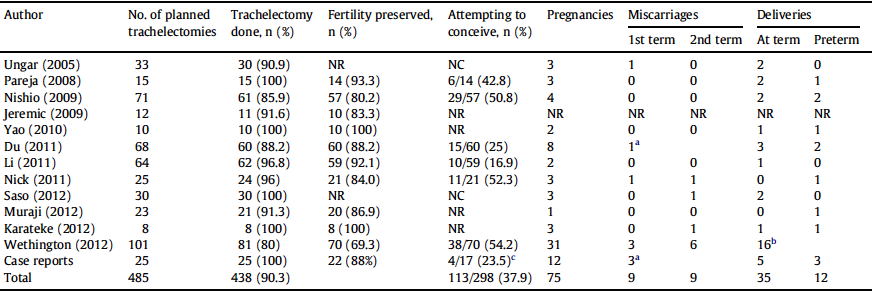 Author No. of planned Trachelectomy Fertility preserved, Attempting to Pregnancies Miscarriages Deliveries
trachelectomies done, n (%) n (%) conceive, n (%) 1st term 2nd term At term Preterm
Ungar (2005) 33 30 (90.9) NR NC 3 1 0 2 0
Pareja (2008) 15 15 (100) 14 (93.3) 6/14 (42.8) 3 0 0 2 1
Nishio (2009) 71 61 (85.9) 57 (80.2) 29/57 (50.8) 4 0 0 2 2
Jeremic (2009) 12 11 (91.6) 10 (83.3) NR NR NR NR NR NR
Yao (2010) 10 10 (100) 10 (100) NR 2 0 0 1 1
Du (2011) 68 60 (88.2) 60 (88.2) 15/60 (25) 8 1a 3 2
Li (2011) 64 62 (96.8) 59 (92.1) 10/59 (16.9) 2 0 0 1 0
Nick (2011) 25 24 (96) 21 (84.0) 11/21 (52.3) 3 1 1 0 1
Saso (2012) 30 30 (100) NR NC 3 0 1 2 0
Muraji (2012) 23 21 (91.3) 20 (86.9) NR 1 0 0 0 1
Karateke (2012) 8 8 (100) 8 (100) NR 3 0 1 1 1
Wethington (2012) 101 81 (80) 70 (69.3) 38/70 (54.2) 31 3 6 16b
Case reports 25 25 (100) 22 (88%) 4/17 (23.5)c 12 3a 5 3
Total 485 438 (90.3) 113/298 (37.9) 75 9 9 35 12